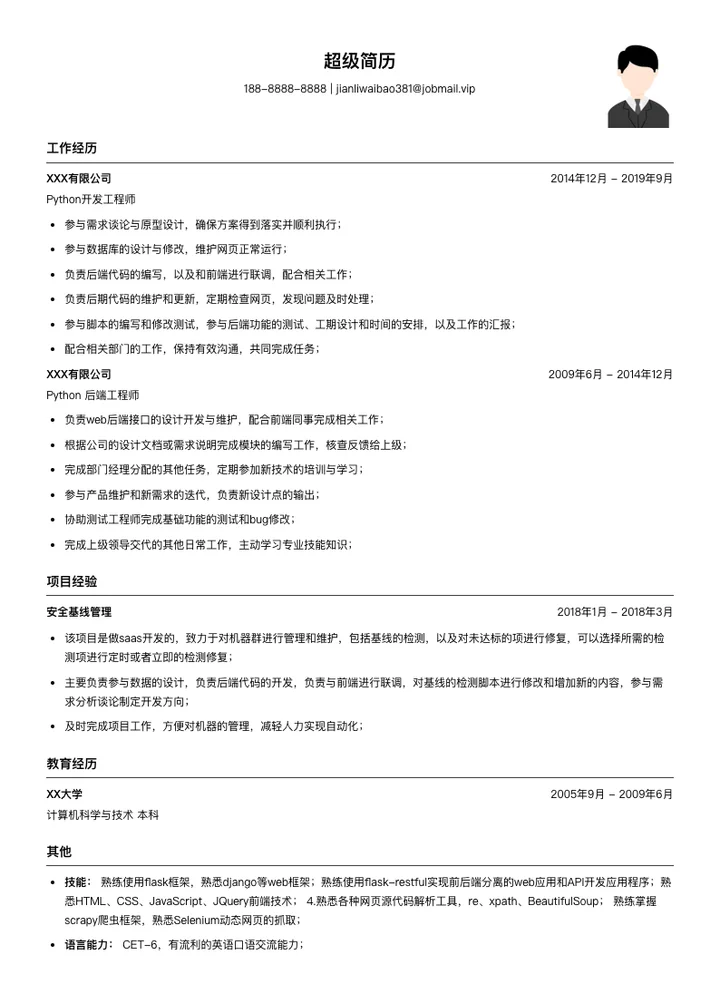 超级简历
188-8888-8888 | jianliwaibao381@jobmail.vip
工作经历
XXX有限公司 2014年12月 – 2019年9月
Python开发工程师
• 参与需求谈论与原型设计，确保方案得到落实并顺利执行；
• 参与数据库的设计与修改，维护网页正常运行；
• 负责后端代码的编写，以及和前端进行联调，配合相关工作；
• 负责后期代码的维护和更新，定期检查网页，发现问题及时处理；
• 参与脚本的编写和修改测试，参与后端功能的测试、工期设计和时间的安排，以及工作的汇报；
• 配合相关部门的工作，保持有效沟通，共同完成任务；
XXX有限公司 2009年6月 – 2014年12月
Python 后端工程师
• 负责web后端接口的设计开发与维护，配合前端同事完成相关工作；
• 根据公司的设计文档或需求说明完成模块的编写工作，核查反馈给上级；
• 完成部门经理分配的其他任务，定期参加新技术的培训与学习；
• 参与产品维护和新需求的迭代，负责新设计点的输出；
• 协助测试工程师完成基础功能的测试和bug修改；
• 完成上级领导交代的其他日常工作，主动学习专业技能知识；
项目经验
安全基线管理 2018年1月 – 2018年3月
• 该项目是做saas开发的，致力于对机器群进行管理和维护，包括基线的检测，以及对未达标的项进行修复，可以选择所需的检
测项进行定时或者立即的检测修复；
• 主要负责参与数据的设计，负责后端代码的开发，负责与前端进行联调，对基线的检测脚本进行修改和增加新的内容，参与需
求分析谈论制定开发方向；
• 及时完成项目工作，方便对机器的管理，减轻人力实现自动化；
教育经历
XX大学 2005年9月 – 2009年6月
计算机科学与技术 本科
其他
• 技能： 熟练使用flask框架，熟悉django等web框架；熟练使用flask–restful实现前后端分离的web应用和API开发应用程序；熟
悉HTML、CSS、JavaScript、JQuery前端技术； 4.熟悉各种网页源代码解析工具，re、xpath、BeautifulSoup； 熟练掌握
scrapy爬虫框架，熟悉Selenium动态网页的抓取；
• 语言能力： CET–6，有流利的英语口语交流能力；